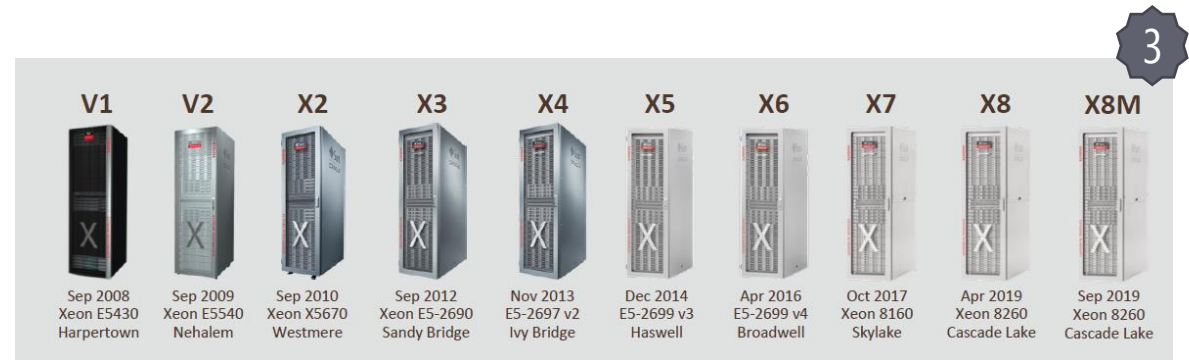 3
V1 V2 X2 X3 X4 X5 X6 X7 X8 X8M
X X X X X X X X X X
Sep 2008 Sep 2009 Sep 2010 Sep 2012 Nov 2013 Dec 2014 Apr 2016 Oct 2017 Apr 2019 Sep 2019
Xeon E5430 Xeon E5540 Xeon X5670 Xeon E5-2690 E5-2697 v2 E5-2699 v3 E5-2699 v4 Xeon 8160 Xeon 8260 Xeon 8260
Harpertown Nehalem Westmere Sandy Bridge Ivy Bridge Haswell Broadwell Skylake Cascade Lake Cascade Lake